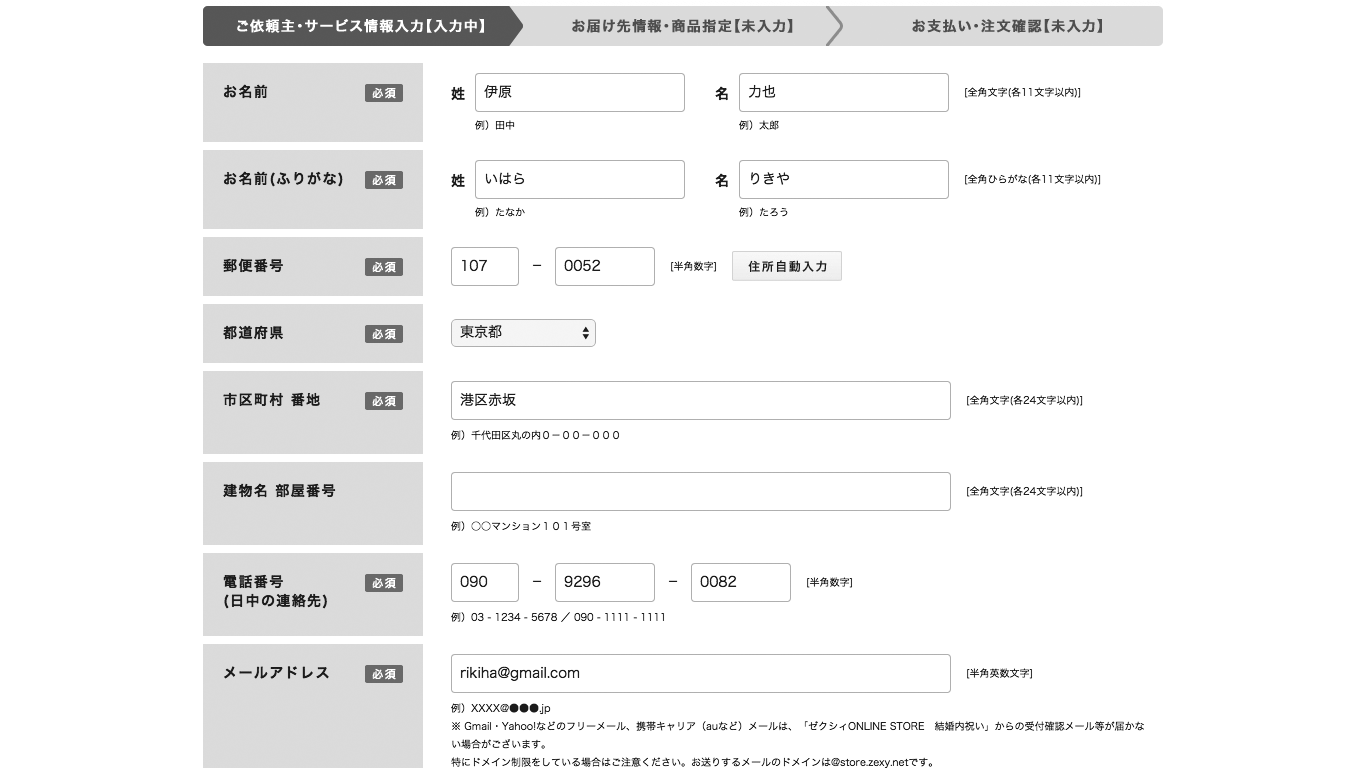 ご依頼主・サービス情報入力【入力中】 お届け先情報・商品指定【未入力】 お支払い・注文確認【未入力】
お名前 必須 姓 伊原 名 力也 [全角文字(各11文字以内)]
例）田中 例）太郎
お名前(ふりがな) 必須 姓 いはら 名 りきや [全角ひらがな(各11文字以内)]
例）たなか 例）たろう
郵便番号 必須 107 － 0052 [半角数字] 住所自動入力
都道府県 必須 東京都
市区町村 番地 必須 港区赤坂 [全角文字(各24文字以内)]
例）千代田区丸の内０－００－０００
建物名 部屋番号 [全角文字(各24文字以内)]
例）○○マンション１０１号室
電話番号 必須 090 － 9296 － 0082 [半角数字]
(日中の連絡先)
例）03 - 1234 - 5678 ／ 090 - 1111 - 1111
メールアドレス 必須 rikiha@gmail.com [半角英数文字]
例）XXXX@●●●.jp
※ Gmail・Yahoo!などのフリーメール、携帯キャリア（auなど）メールは、「ゼクシィONLINE STORE　結婚内祝い」からの受付確認メール等が届かな
い場合がございます。
特にドメイン制限をしている場合はご注意ください。お送りするメールのドメインは@store.zexy.netです。